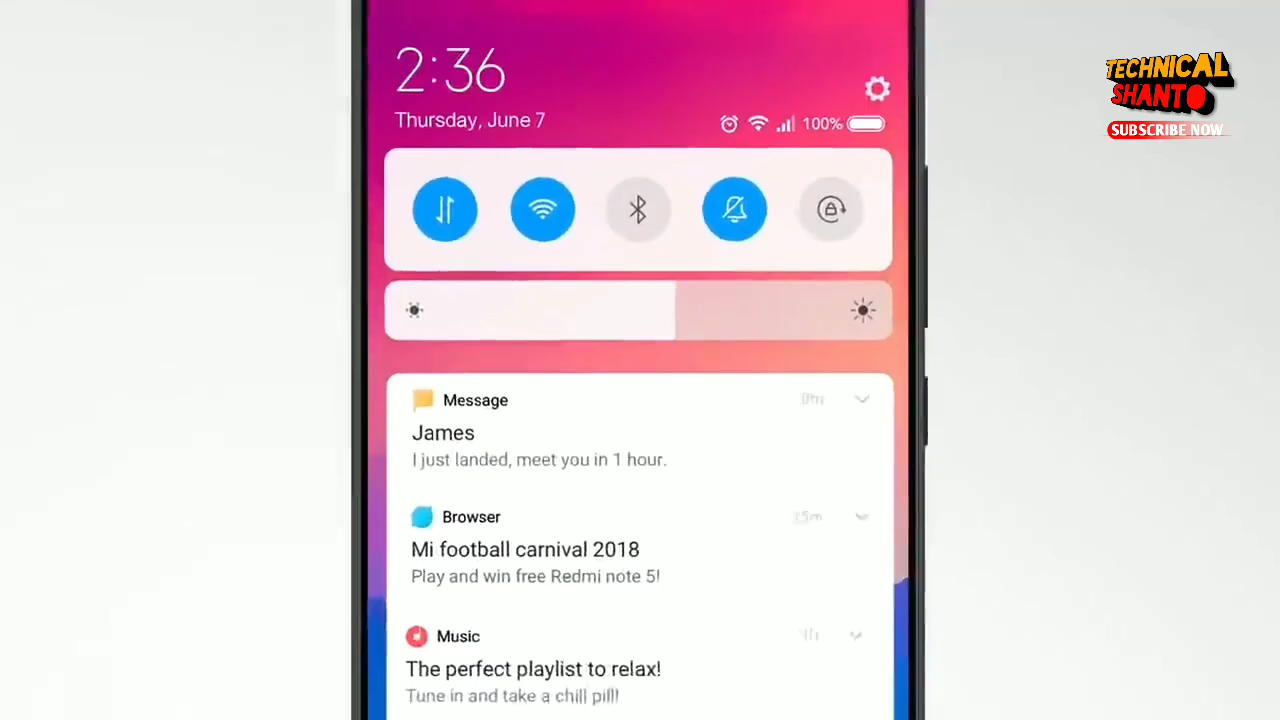 TECHNICAL
SHANTO
SUBSCRIBE NOW
2:36
Thursday, June 7
100%
Message
James
I just landed, meet you in 1 hour.
Browser
15m
Mi football carnival 2018
Play and win free Redmi note 5!
Music
The perfect playlist to relax!
Tune in and take a chill pill!